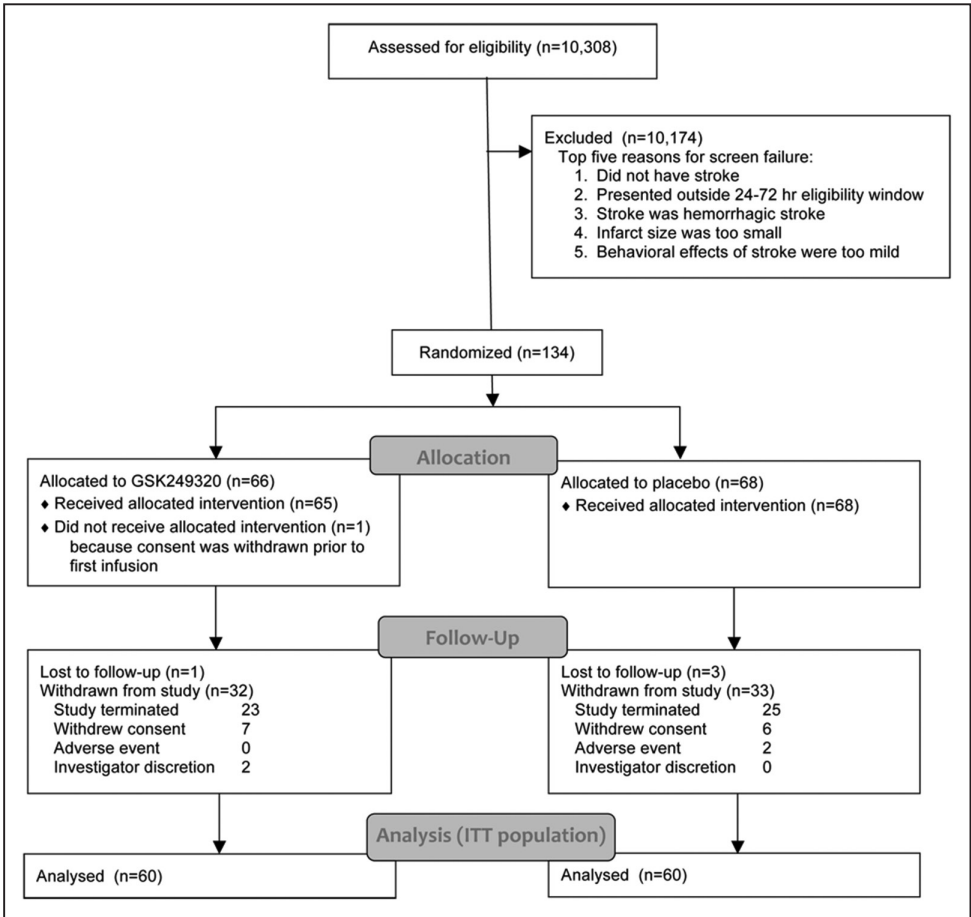 Assessed for eligibility (n=10,308)
Excluded (n=10,174)
Top five reasons for screen failure:
1. Did not have stroke
2. Presented outside 24-72 hr eligibility window
3. Stroke was hemorrhagic stroke
4. Infarct size was too small
5. Behavioral effects of stroke were too mild
Randomized (n=134)
Allocation
Allocated to GSK249320 (n=66)
♦ Received allocated intervention (n=65)
♦ Did not receive allocated intervention (n=1)
because consent was withdrawn prior to
first infusion
Allocated to placebo (n=68)
♦ Received allocated intervention (n=68)
Follow-Up
Lost to follow-up (n=1)
Withdrawn from study (n=32)
Study terminated 23
Withdrew consent 7
Adverse event 0
Investigator discretion 2
Lost to follow-up (n=3)
Withdrawn from study (n=33)
Study terminated 25
Withdrew consent 6
Adverse event 2
Investigator discretion 0
Analysis (ITT population)
Analysed (n=60)
Analysed (n=60)